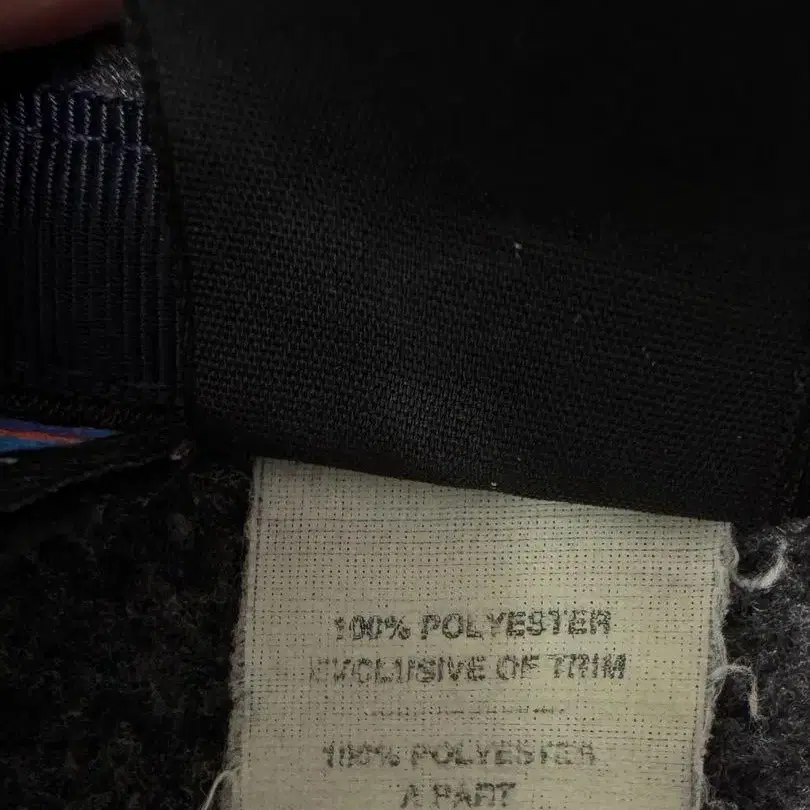 100% POLYESTER
EXCLUSIVE OF TRIM
100% POLYESTER
A PART